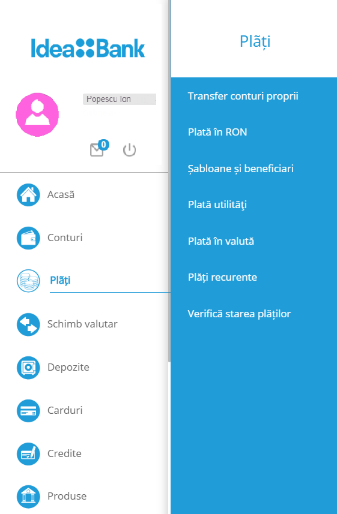 Idea Bank
Popescu Ion
0
Acasă
Conturi
Plăți
Schimb valutar
Depozite
Carduri
Credite
Produse
Plăți
Transfer conturi proprii
Plată în RON
Șabloane și beneficiari
Plată utilităţi
Plată în valută
Plăți recurente
Verifică starea plăților